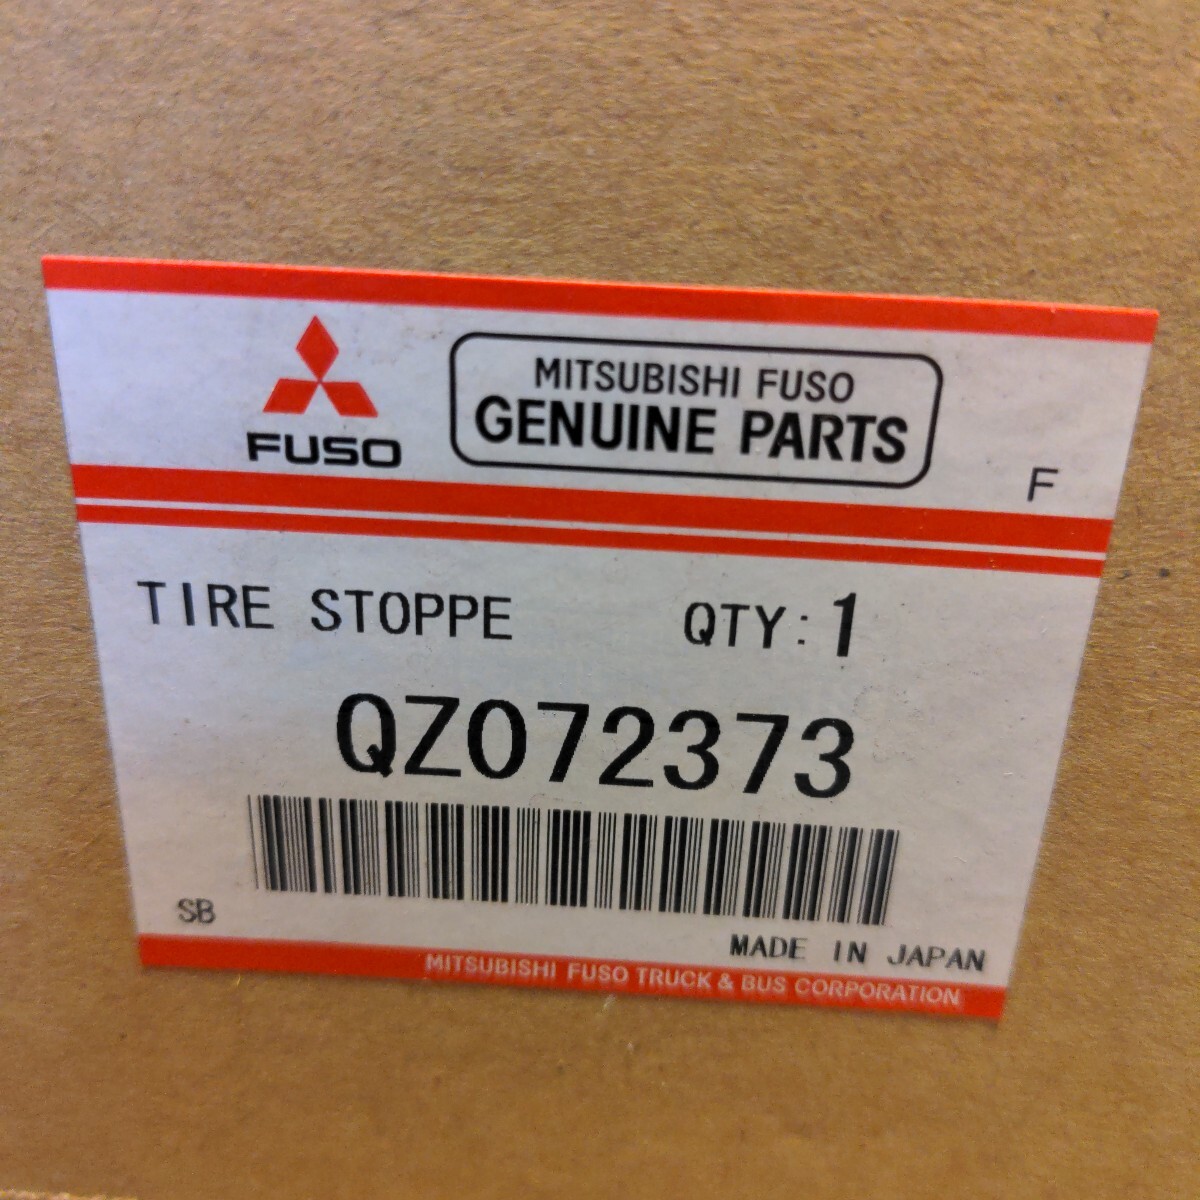 FUSO
MITSUBISHI FUSO
GENUINE PARTS
F
TIRE STOPPE QTY:1
QZ072373
SB
MADE IN JAPAN
MITSUBISHI FUSO TRUCK & BUS CORPORATION